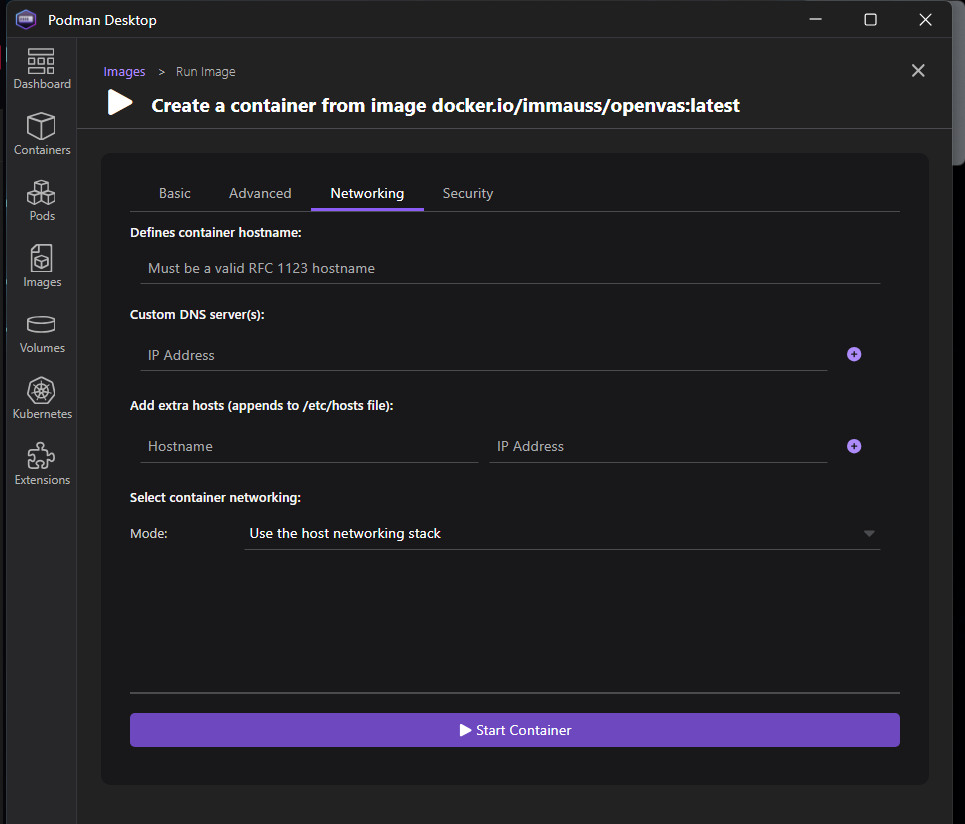 Podman Desktop
Dashboard
Containers
Pods
Images
Volumes
Kubernetes
Extensions
Images > Run Image
Create a container from image docker.io/immauss/openvas:latest
Basic Advanced Networking Security
Defines container hostname:
Must be a valid RFC 1123 hostname
Custom DNS server(s):
IP Address
Add extra hosts (appends to /etc/hosts file):
Hostname IP Address
Select container networking:
Mode: Use the host networking stack
Start Container